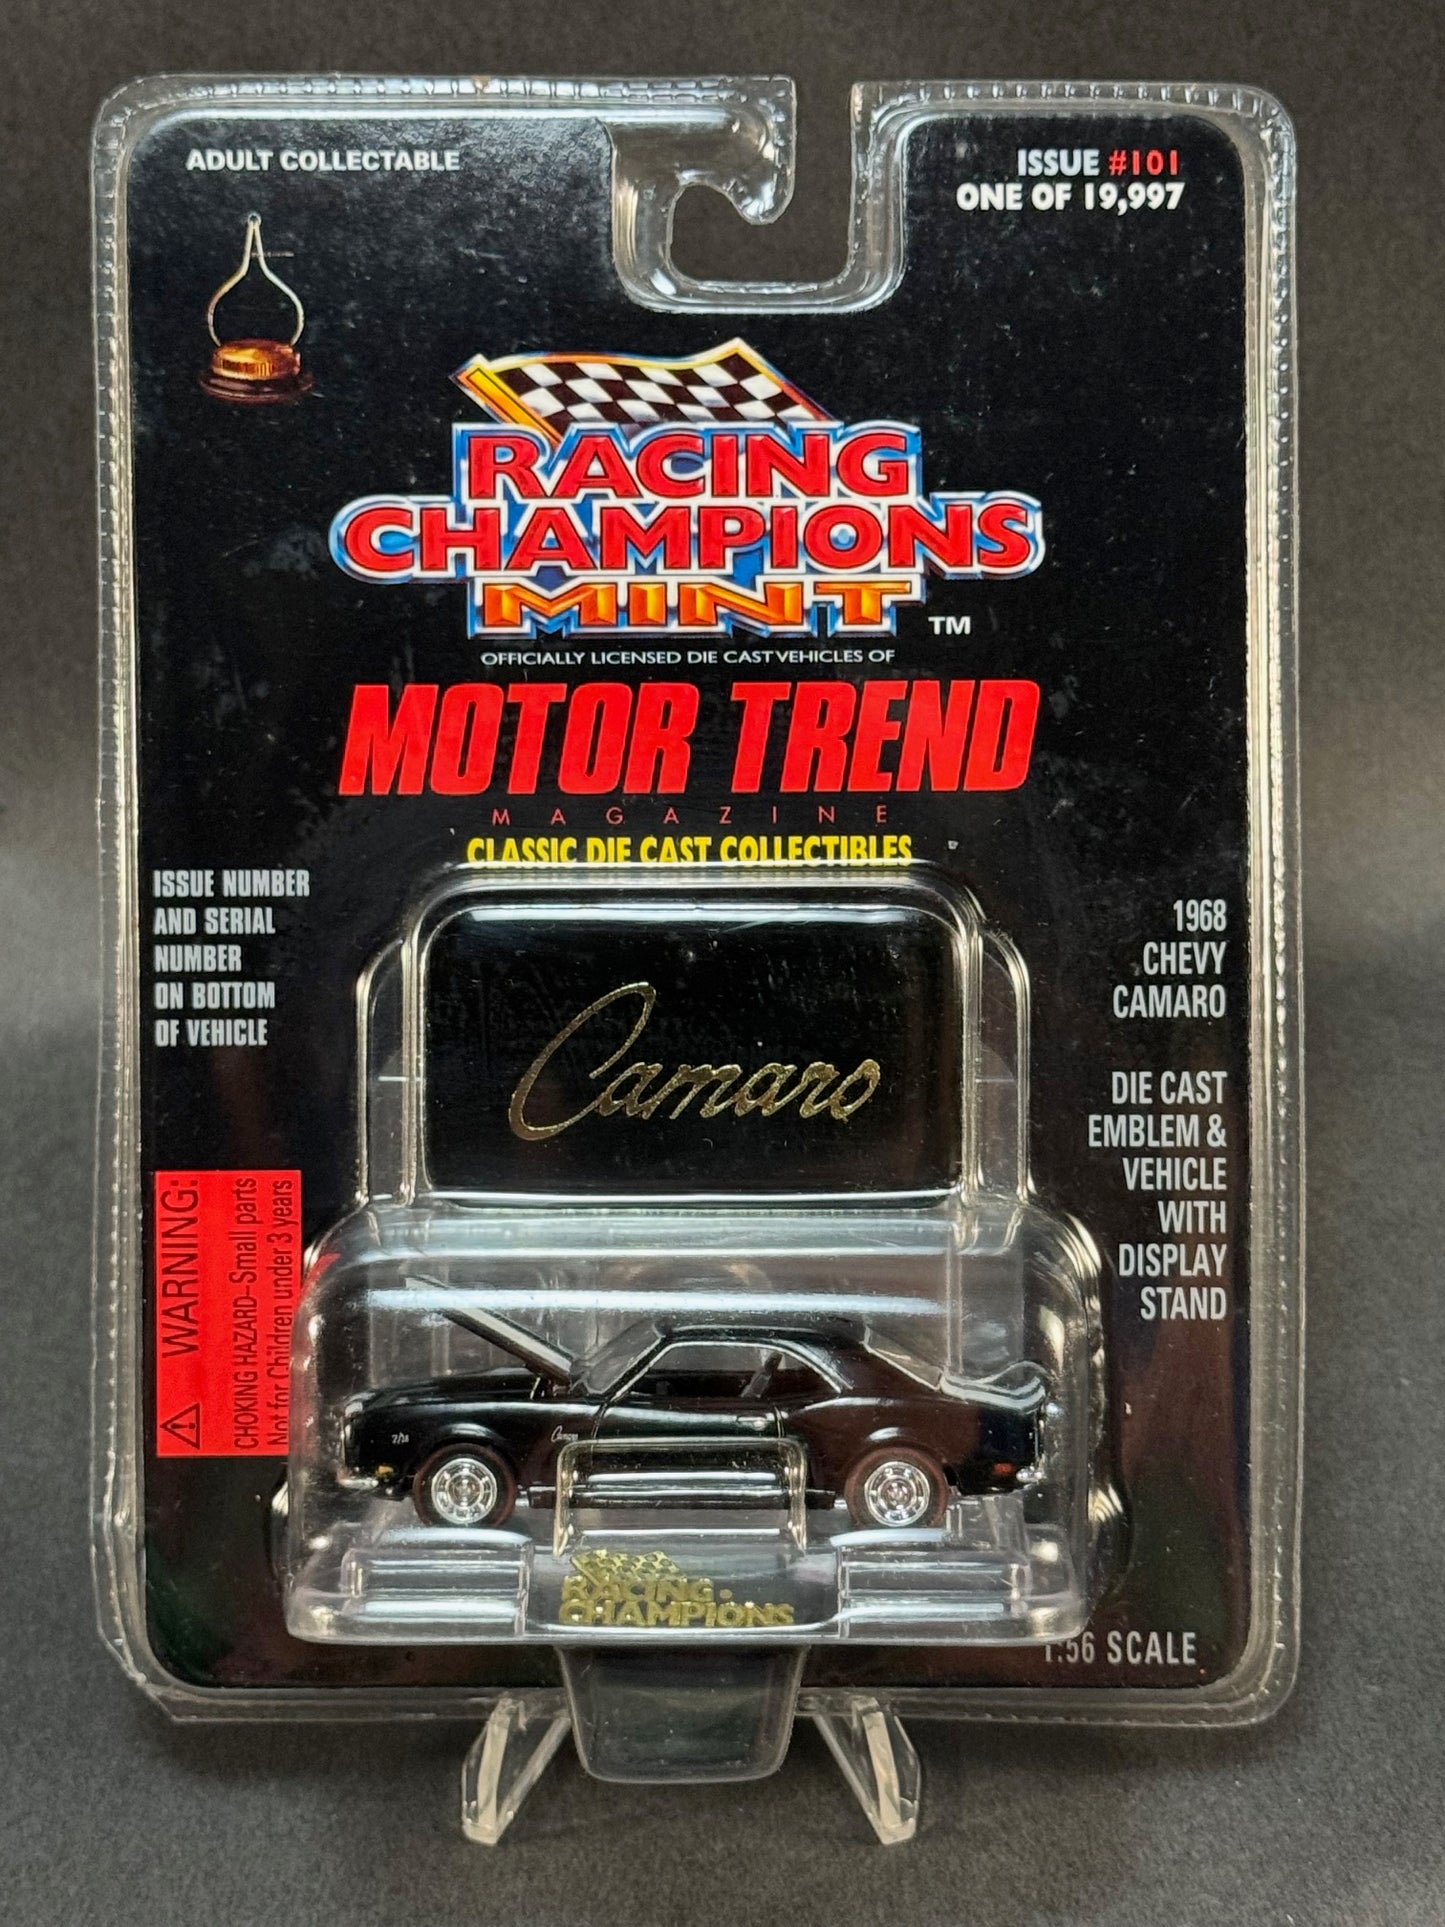 ADULT COLLECTABLE
ISSUE #101
ONE OF 19,997
RACING
CHAMPIONS
MINT TM
OFFICIALLY LICENSED DIE CAST VEHICLES OF
MOTOR TREND
MAGAZINE
CLASSIC DIE CAST COLLECTIBLES
ISSUE NUMBER
AND SERIAL
NUMBER
ON BOTTOM
OF VEHICLE
1968
CHEVY
CAMARO
DIE CAST
EMBLEM &
VEHICLE
WITH
DISPLAY
STAND
Camaro
WARNING:
CHOKING HAZARD-Small parts
Not for Children under 3 years
Z/28
Camaro
RACING
CHAMPIONS
1:56 SCALE